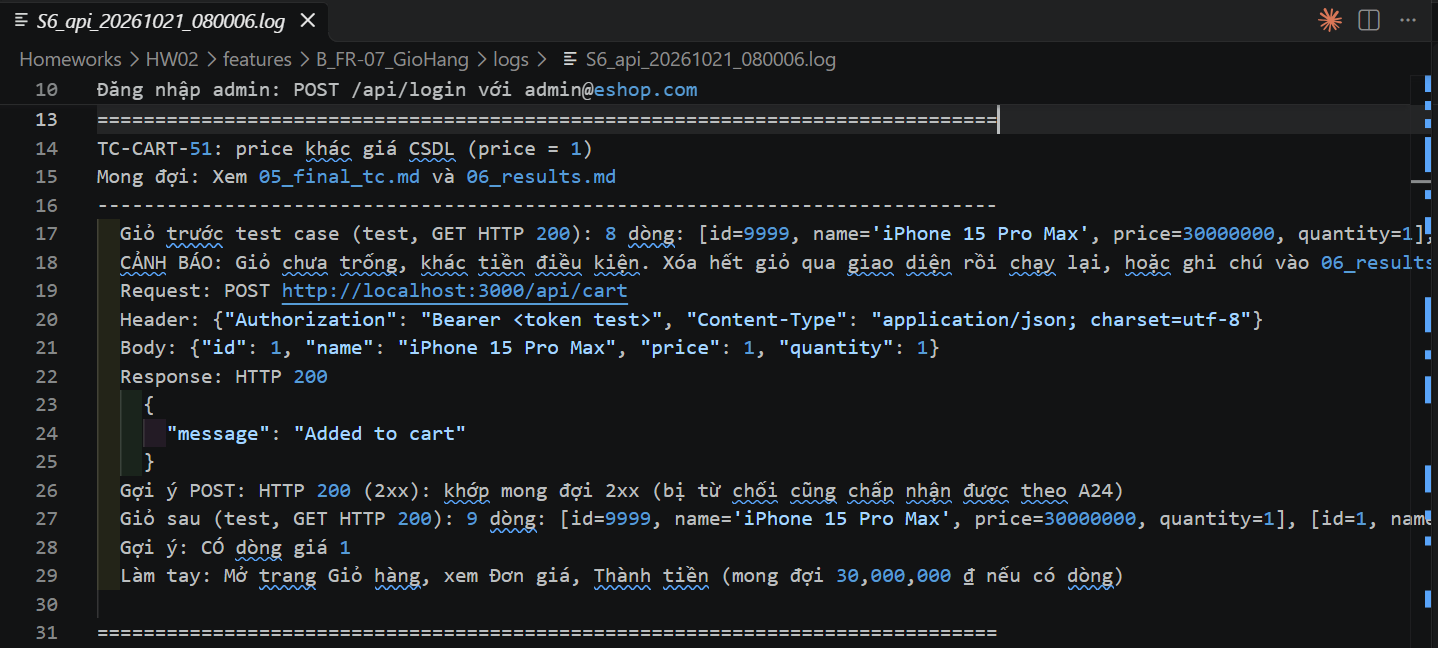 S6_api_20261021_080006.log
Homeworks > HW02 > features > B_FR-07_GioHang > logs > S6_api_20261021_080006.log
10 Đăng nhập admin: POST /api/login với admin@eshop.com
13 ==============================================================================
14 TC-CART-51: price khác giá CSDL (price = 1)
15 Mong đợi: Xem 05_final_tc.md và 06_results.md
16 ------------------------------------------------------------------------------
17 Giỏ trước test case (test, GET HTTP 200): 8 dòng: [id=9999, name='iPhone 15 Pro Max', price=30000000, quantity=1],
18 CẢNH BÁO: Giỏ chưa trống, khác tiền điều kiện. Xóa hết giỏ qua giao diện rồi chạy lại, hoặc ghi chú vào 06_results
19 Request: POST http://localhost:3000/api/cart
20 Header: {"Authorization": "Bearer <token test>", "Content-Type": "application/json; charset=utf-8"}
21 Body: {"id": 1, "name": "iPhone 15 Pro Max", "price": 1, "quantity": 1}
22 Response: HTTP 200
23 {
24 "message": "Added to cart"
25 }
26 Gợi ý POST: HTTP 200 (2xx): khớp mong đợi 2xx (bị từ chối cũng chấp nhận được theo A24)
27 Giỏ sau (test, GET HTTP 200): 9 dòng: [id=9999, name='iPhone 15 Pro Max', price=30000000, quantity=1], [id=1, nam
28 Gợi ý: CÓ dòng giá 1
29 Làm tay: Mở trang Giỏ hàng, xem Đơn giá, Thành tiền (mong đợi 30,000,000 ₫ nếu có dòng)
30
31 ==============================================================================